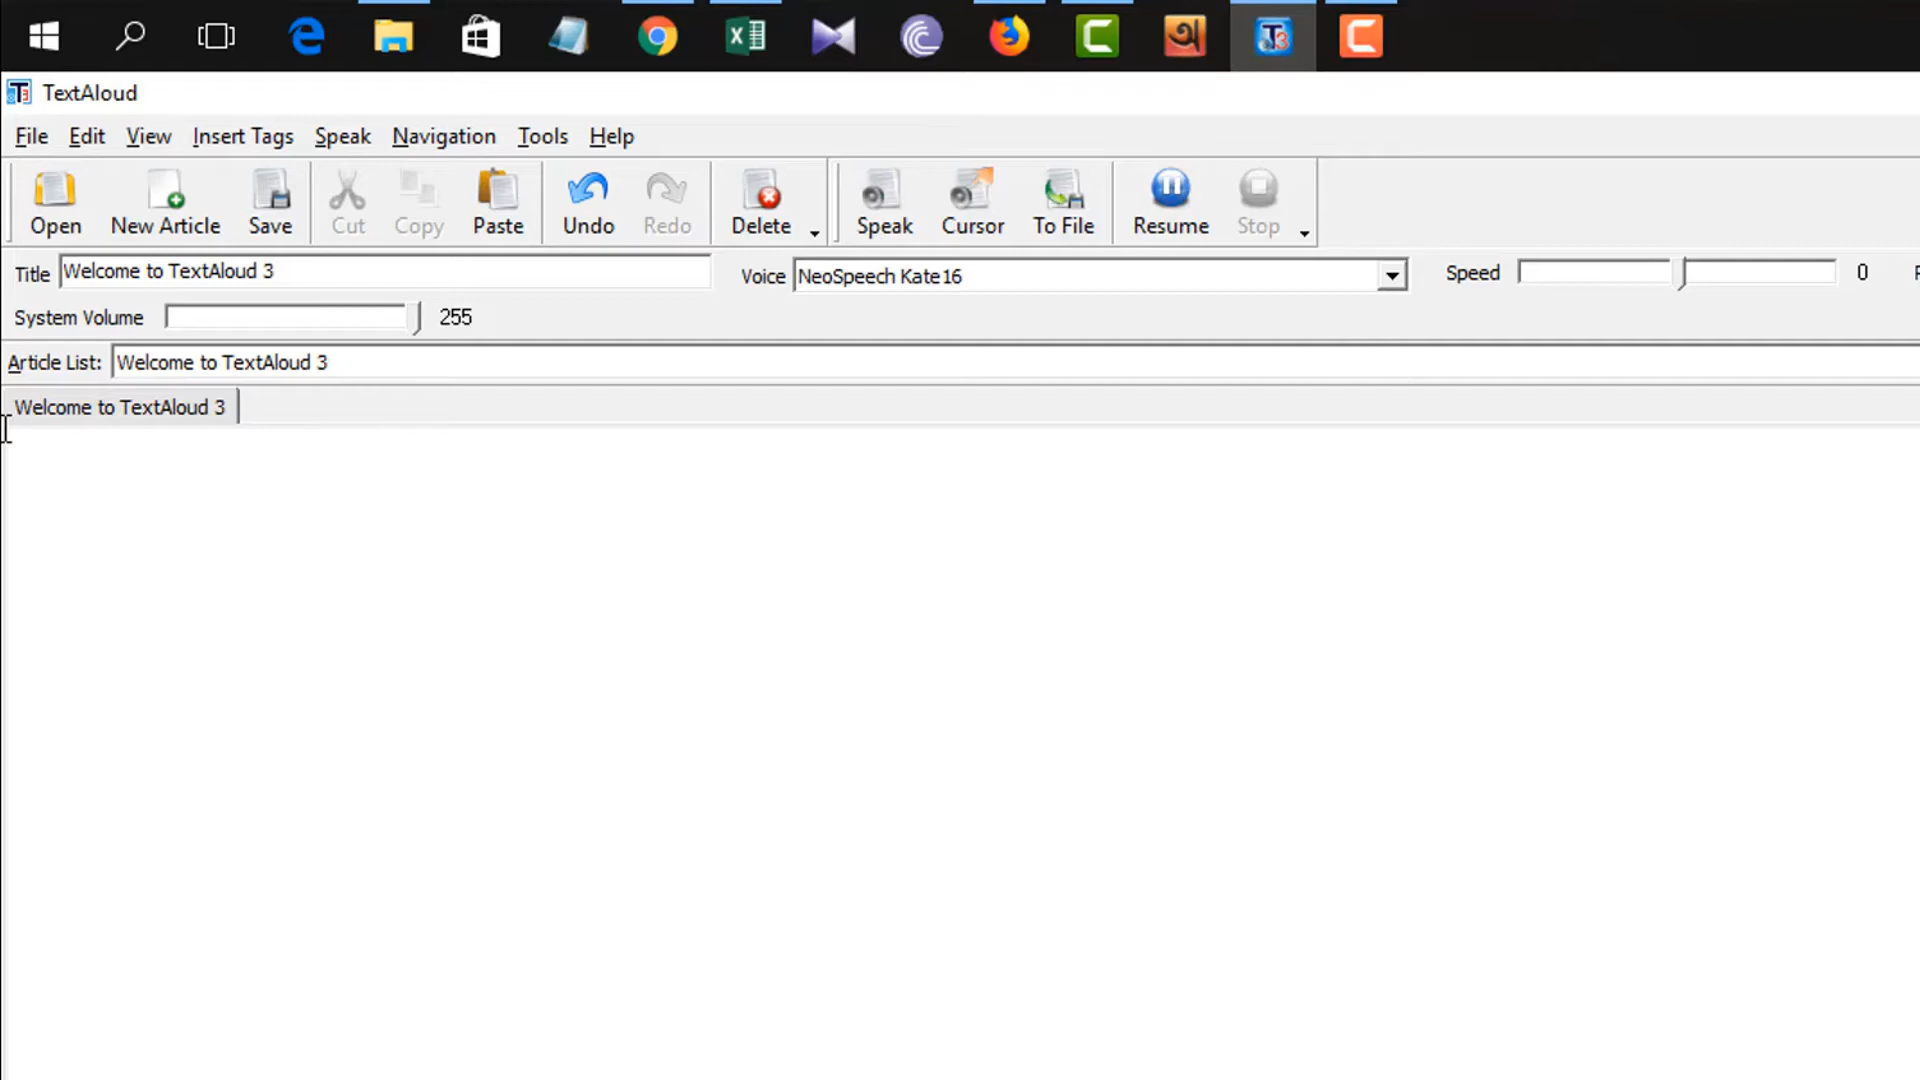 TextAloud
File Edit View Insert Tags Speak Navigation Tools Help
Open New Article Save Cut Copy Paste Undo Redo Delete Speak Cursor To File Resume Stop
Title Welcome to TextAloud 3 Voice NeoSpeech Kate16 Speed 0
System Volume 255
Article List: Welcome to TextAloud 3
Welcome to TextAloud 3